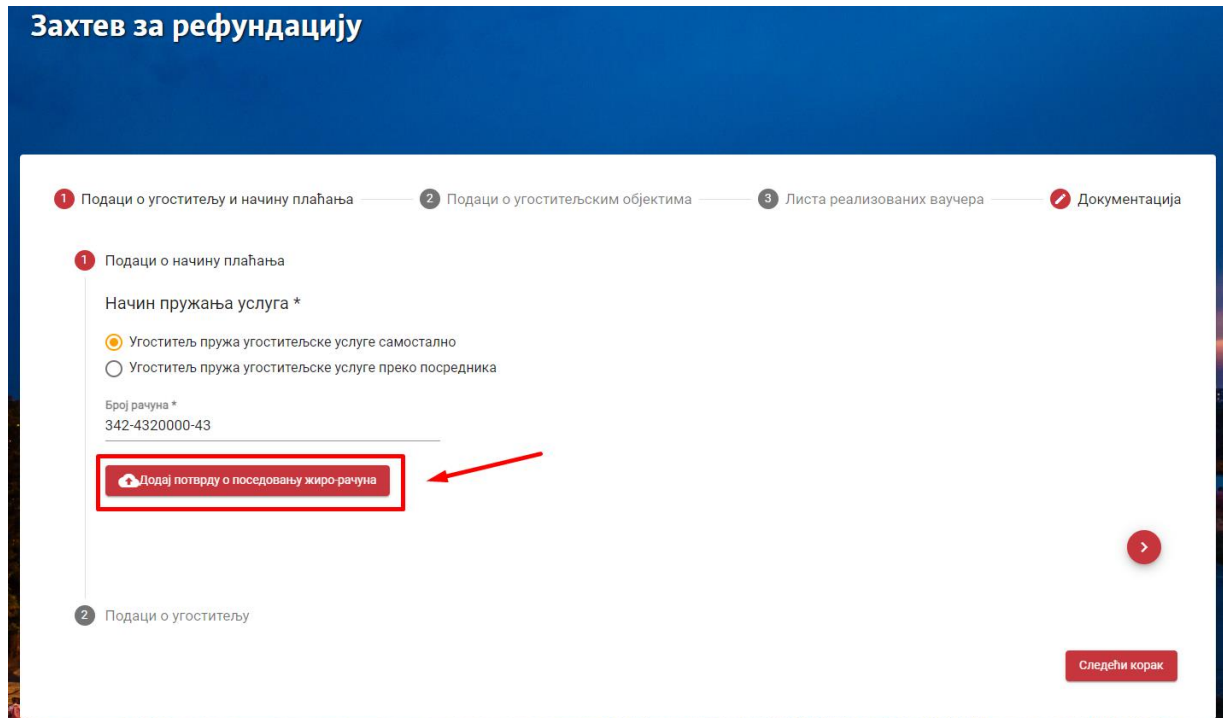 Захтев за рефундацију
1 Подаци о угоститељу и начину плаћања
2 Подаци о угоститељским објектима
3 Листа реализованих ваучера
Документација
1 Подаци о начину плаћања
Начин пружања услуга *
Угоститељ пружа угоститељске услуге самостално
Угоститељ пружа угоститељске услуге преко посредника
Број рачуна *
342-4320000-43
Додај потврду о поседовању жиро-рачуна
2 Подаци о угоститељу
Следећи корак